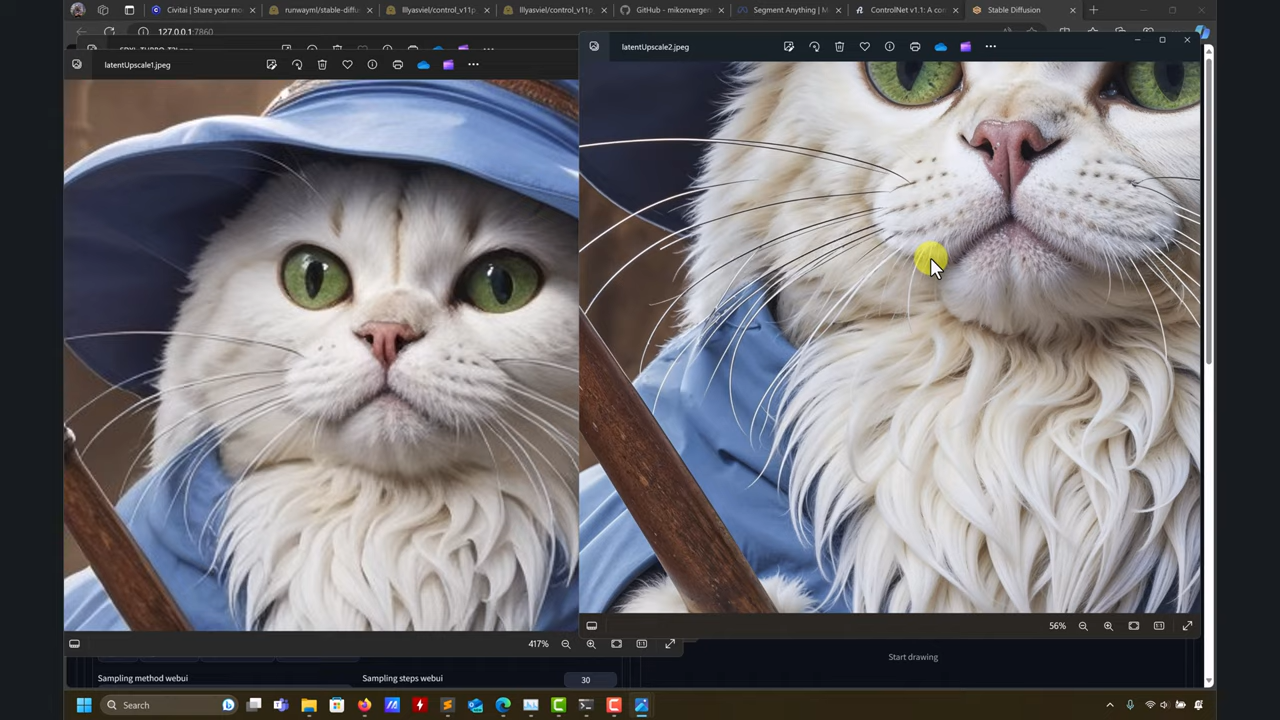 Civitai | Share your mo
runwayml/stable-diffu
lllyasviel/control_v11p
lllyasviel/control_v11p
GitHub - mikonvergen
Segment Anything | M
ControlNet v1.1: A con
Stable Diffusion
127.0.0.1:7860
latentUpscale1.jpeg
latentUpscale2.jpeg
417%
56%
Start drawing
Sampling method webui
Sampling steps webui
30
Search